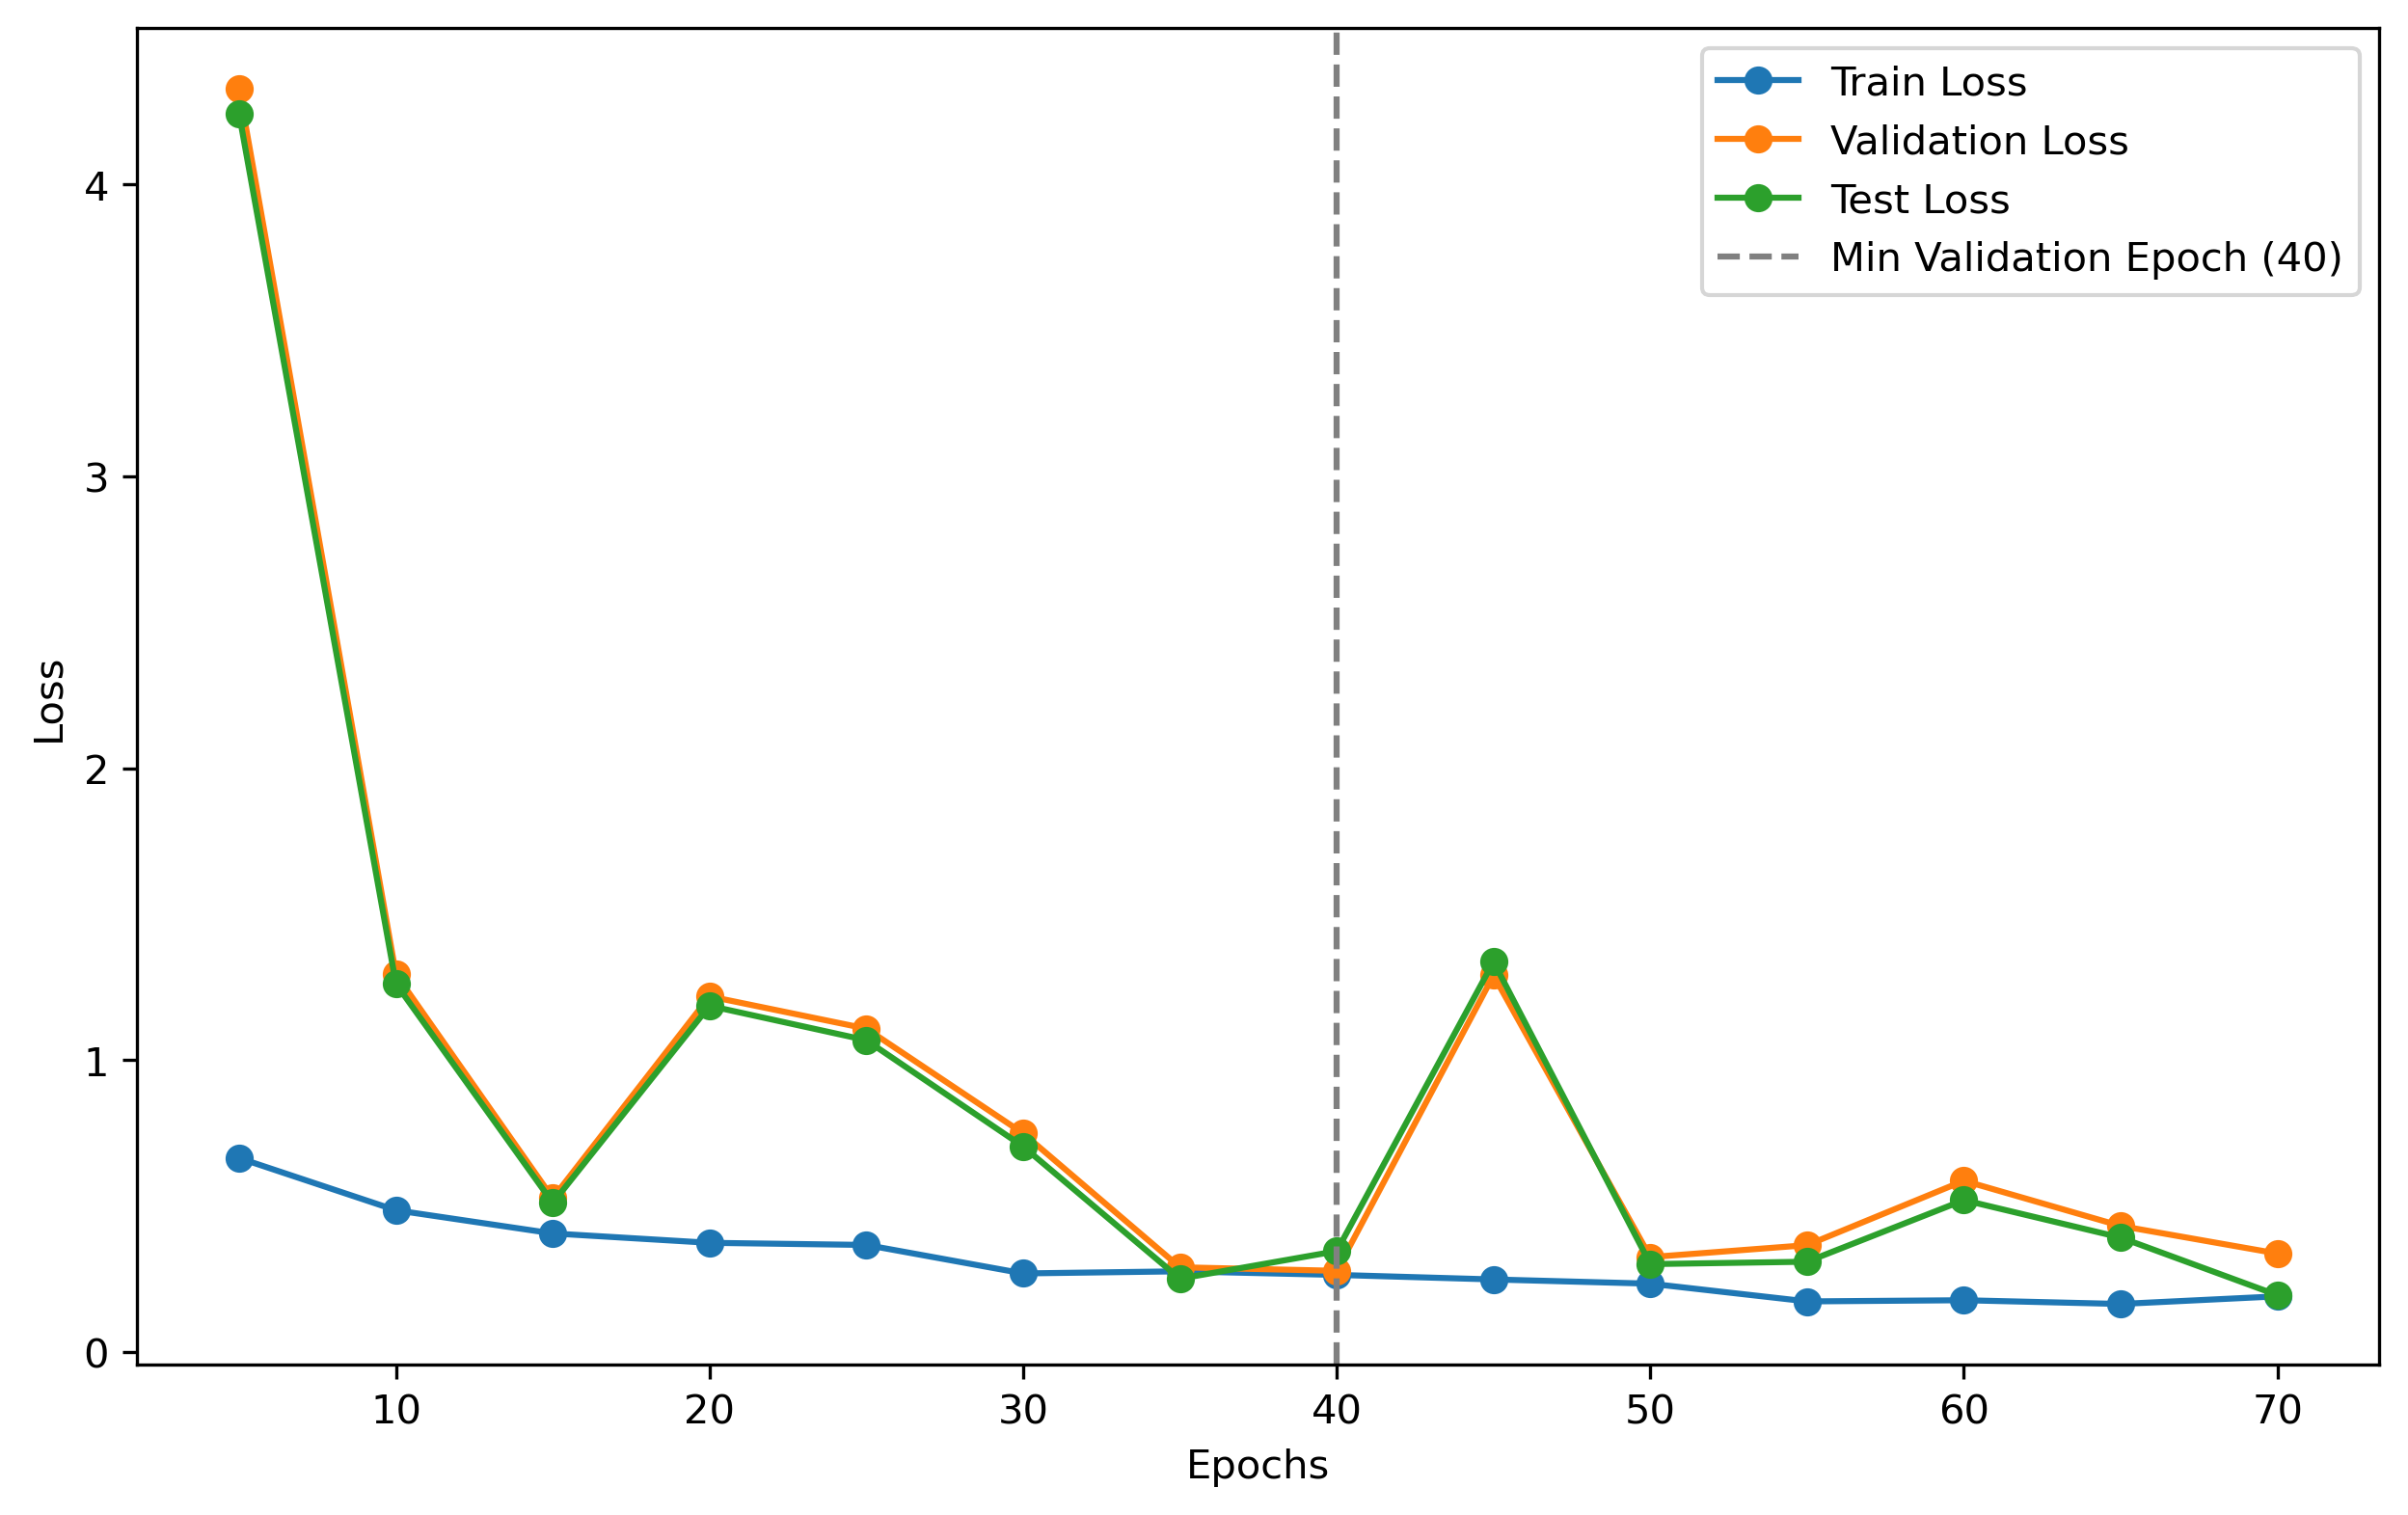 Train Loss
Validation Loss
Test Loss
Min Validation Epoch (40)
4
3
2
1
0
Loss
10 20 30 40 50 60 70
Epochs